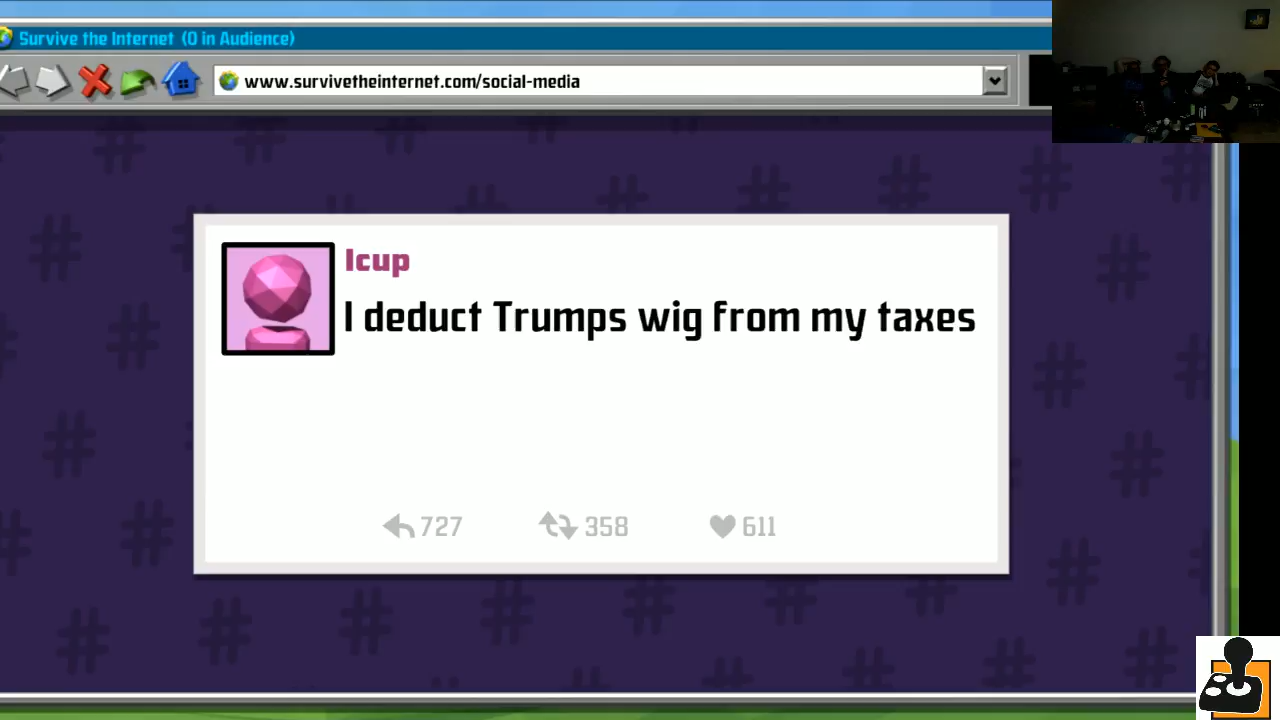 Survive the Internet (0 in Audience)
www.survivetheinternet.com/social-media
Icup
I deduct Trumps wig from my taxes
727 358 611